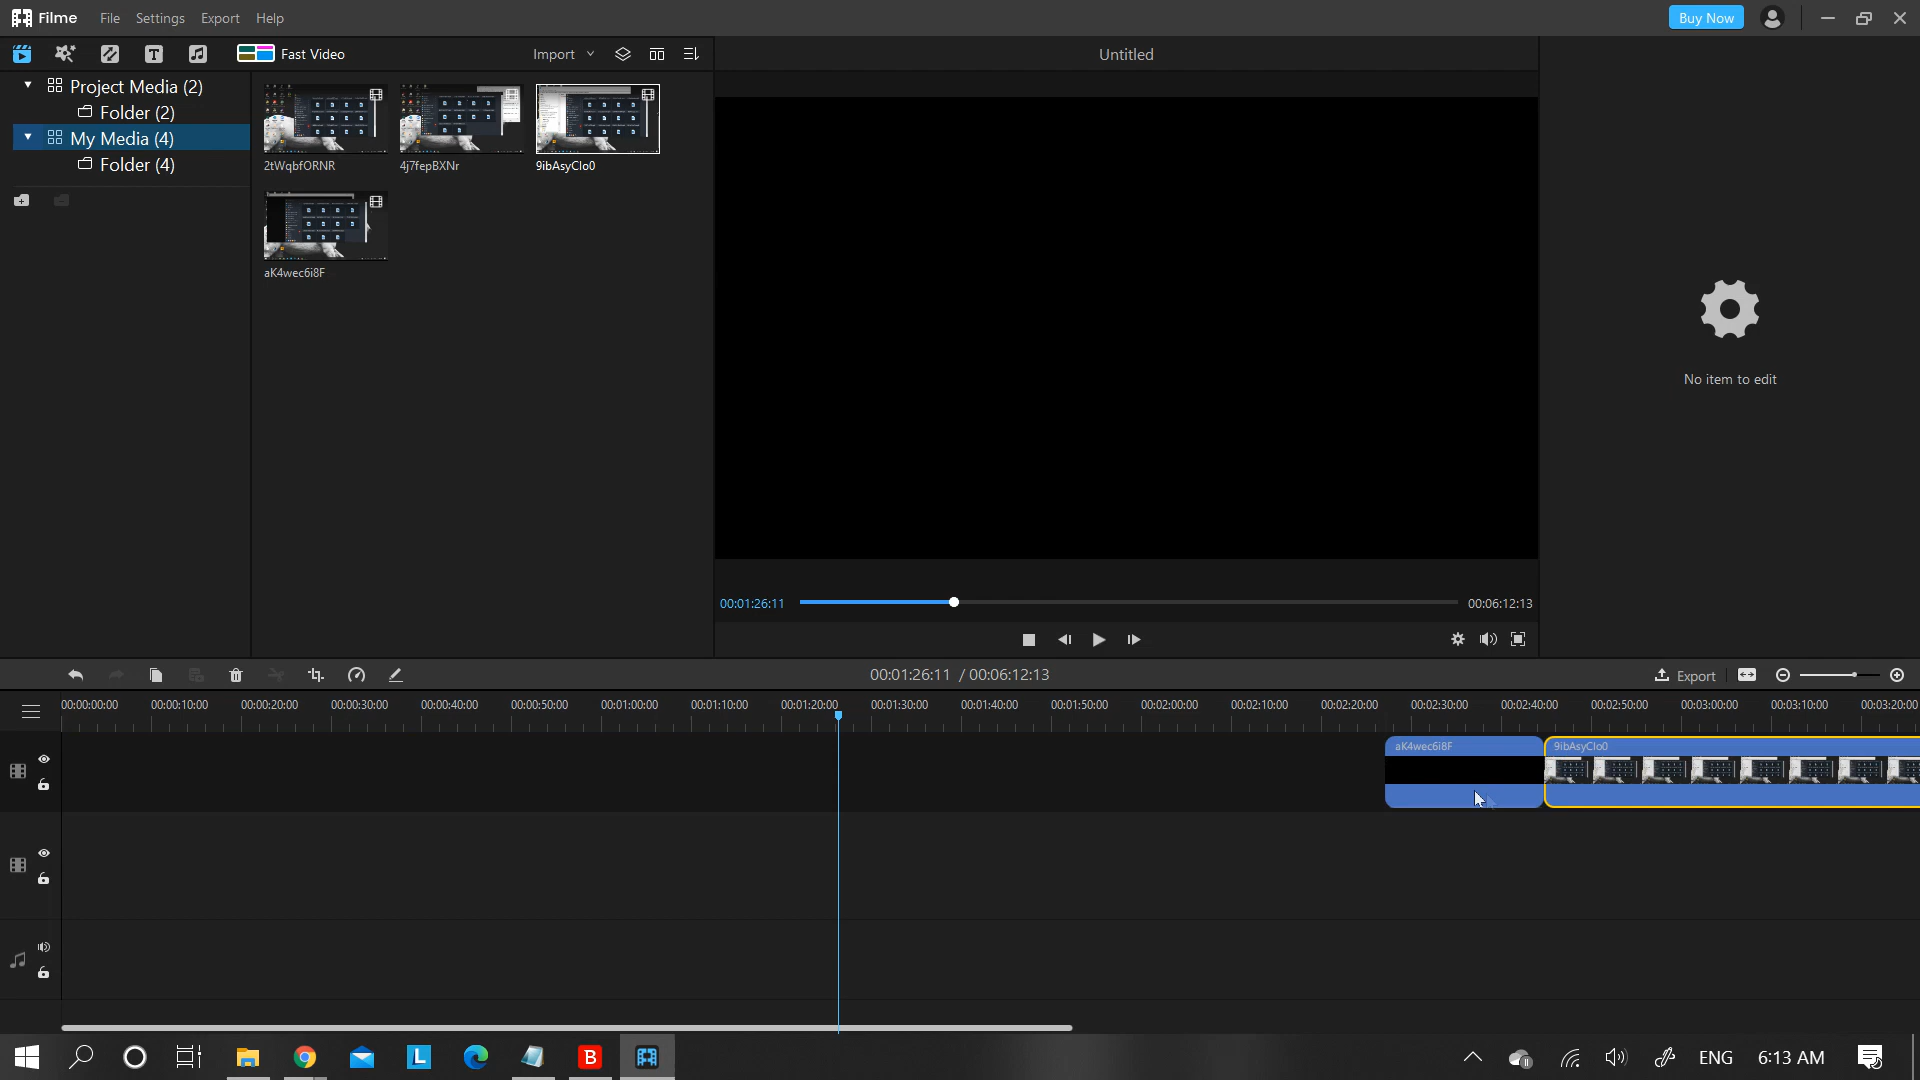 Filme File Settings Export Help Buy Now
Fast Video Import Untitled
Project Media (2)
Folder (2)
My Media (4)
Folder (4)
2tWqbfORNR 4j7fepBXNr 9ibAsyClo0
aK4wec6i8F
No item to edit
00:01:26:11 00:06:12:13
00:01:26:11 / 00:06:12:13 Export
00:00:00:00 00:00:10:00 00:00:20:00 00:00:30:00 00:00:40:00 00:00:50:00 00:01:00:00 00:01:10:00 00:01:20:00 00:01:30:00 00:01:40:00 00:01:50:00 00:02:00:00 00:02:10:00 00:02:20:00 00:02:30:00 00:02:40:00 00:02:50:00 00:03:00:00 00:03:10:00 00:03:20:00
aK4wec6i8F 9ibAsyClo0
L B ENG 6:13 AM